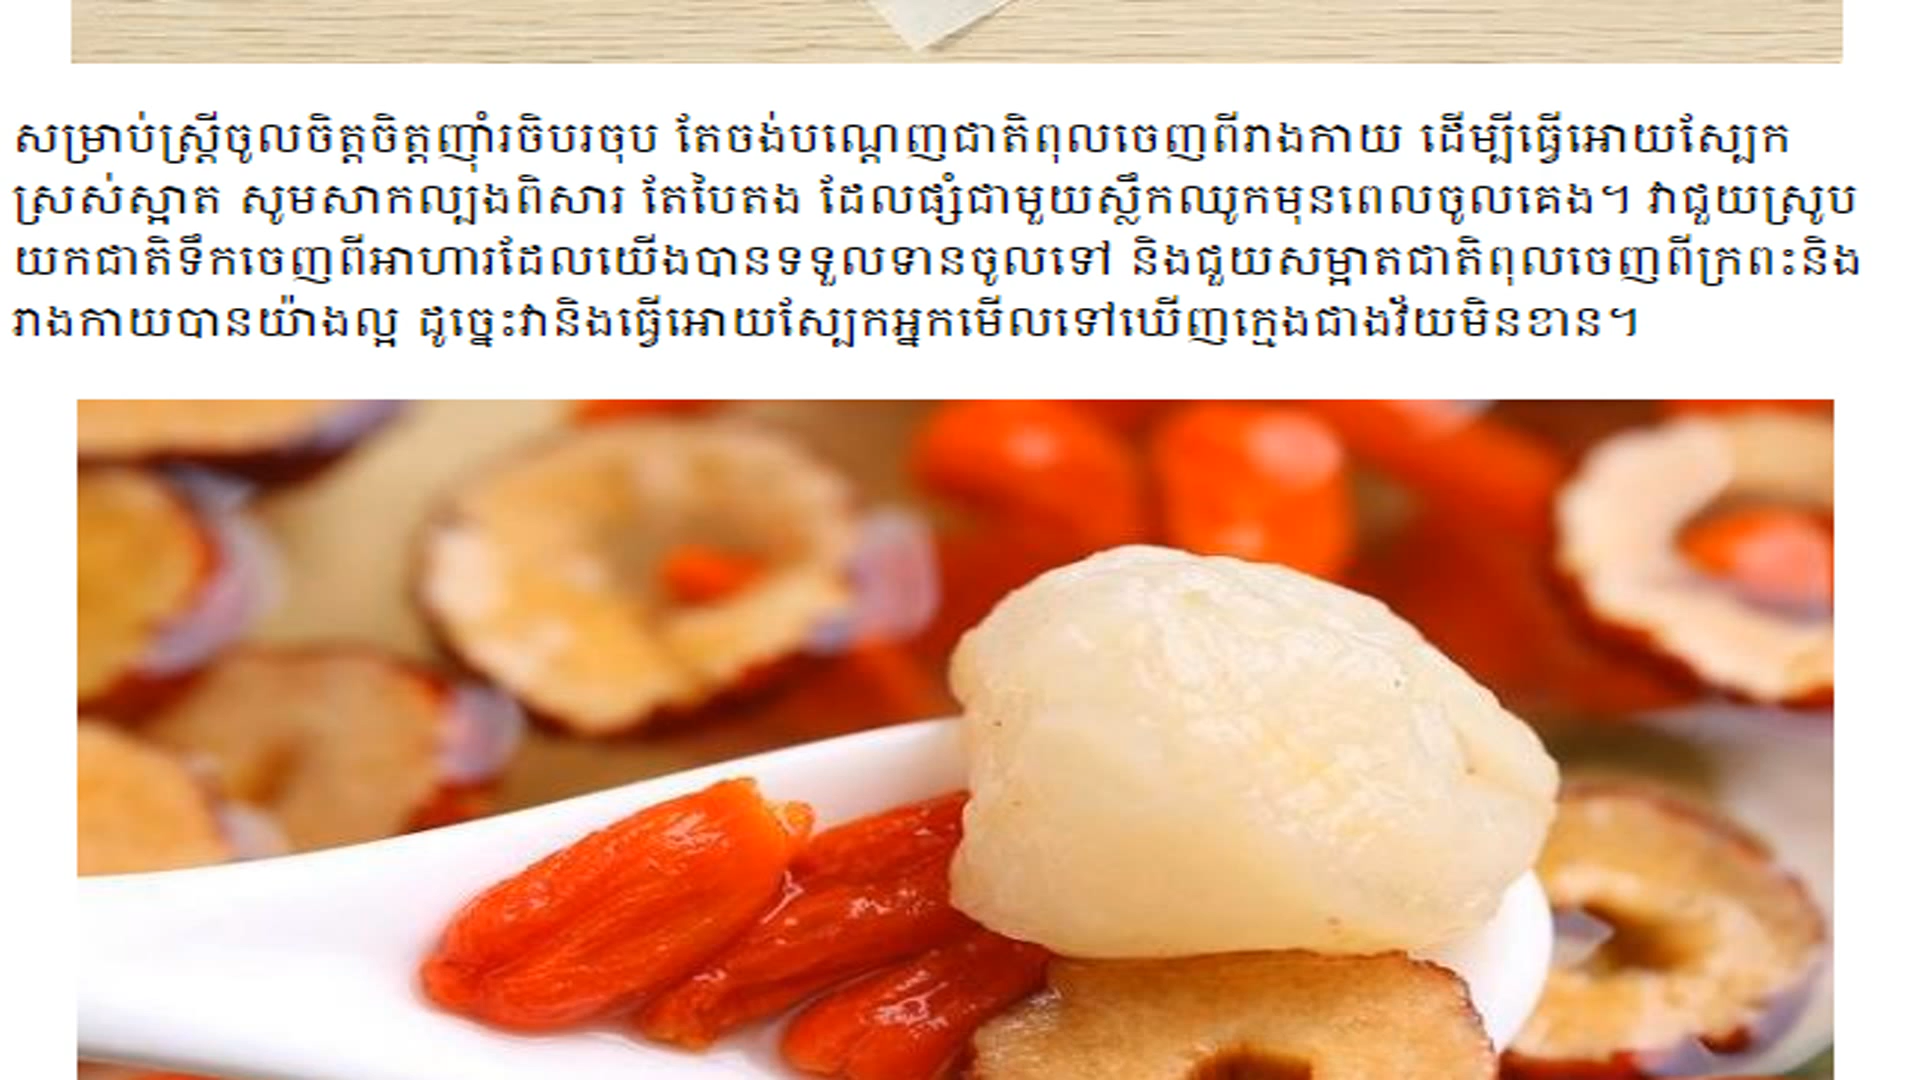 សម្រាប់ស្ត្រីចូលចិត្តចិត្តញ៉ាំរចិបរចុប តែចង់បណ្ដេញជាតិពុលចេញពីរាងកាយ ដើម្បីធ្វើអោយស្បែក
ស្រស់ស្អាត សូមសាកល្បងពិសារ តែបៃតង ដែលផ្សំជាមួយស្លឹកឈូកមុនពេលចូលគេង។ វាជួយស្រូប
យកជាតិទឹកចេញពីអាហារដែលយើងបានទទួលទានចូលទៅ និងជួយសម្អាតជាតិពុលចេញពីក្រពះនិង
រាងកាយបានយ៉ាងល្អ ដូច្នេះវានិងធ្វើអោយស្បែកអ្នកមើលទៅឃើញក្មេងជាងវ័យមិនខាន។